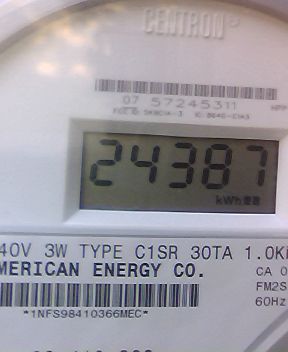 CENTRON
07 57245311
24387
kWh
40V 3W TYPE C1SR 30TA 1.0K
MERICAN ENERGY CO.
CA 0
FM2S
60Hz
*1NFS98410366MEC*